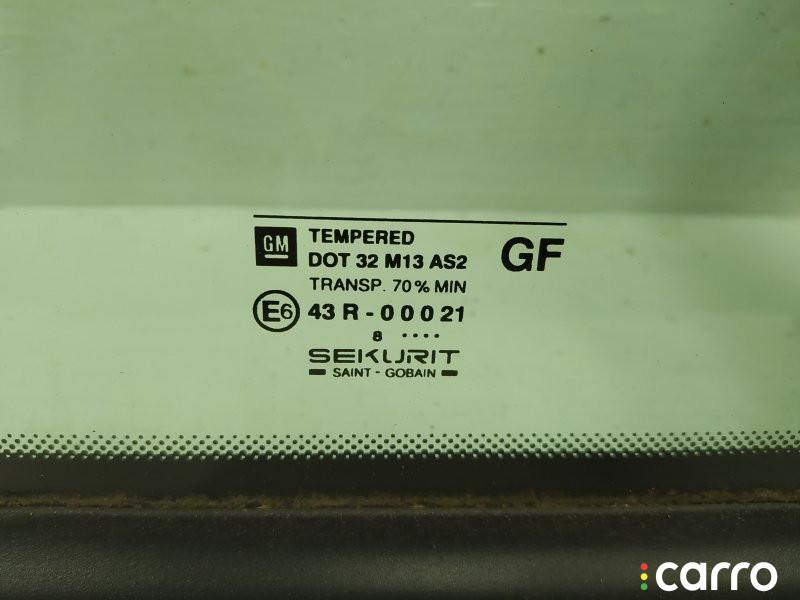 GM TEMPERED
DOT 32 M13 AS2
GF
TRANSP. 70% MIN
E6 43 R - 00021
8 ····
SEKURIT
SAINT - GOBAIN
carro